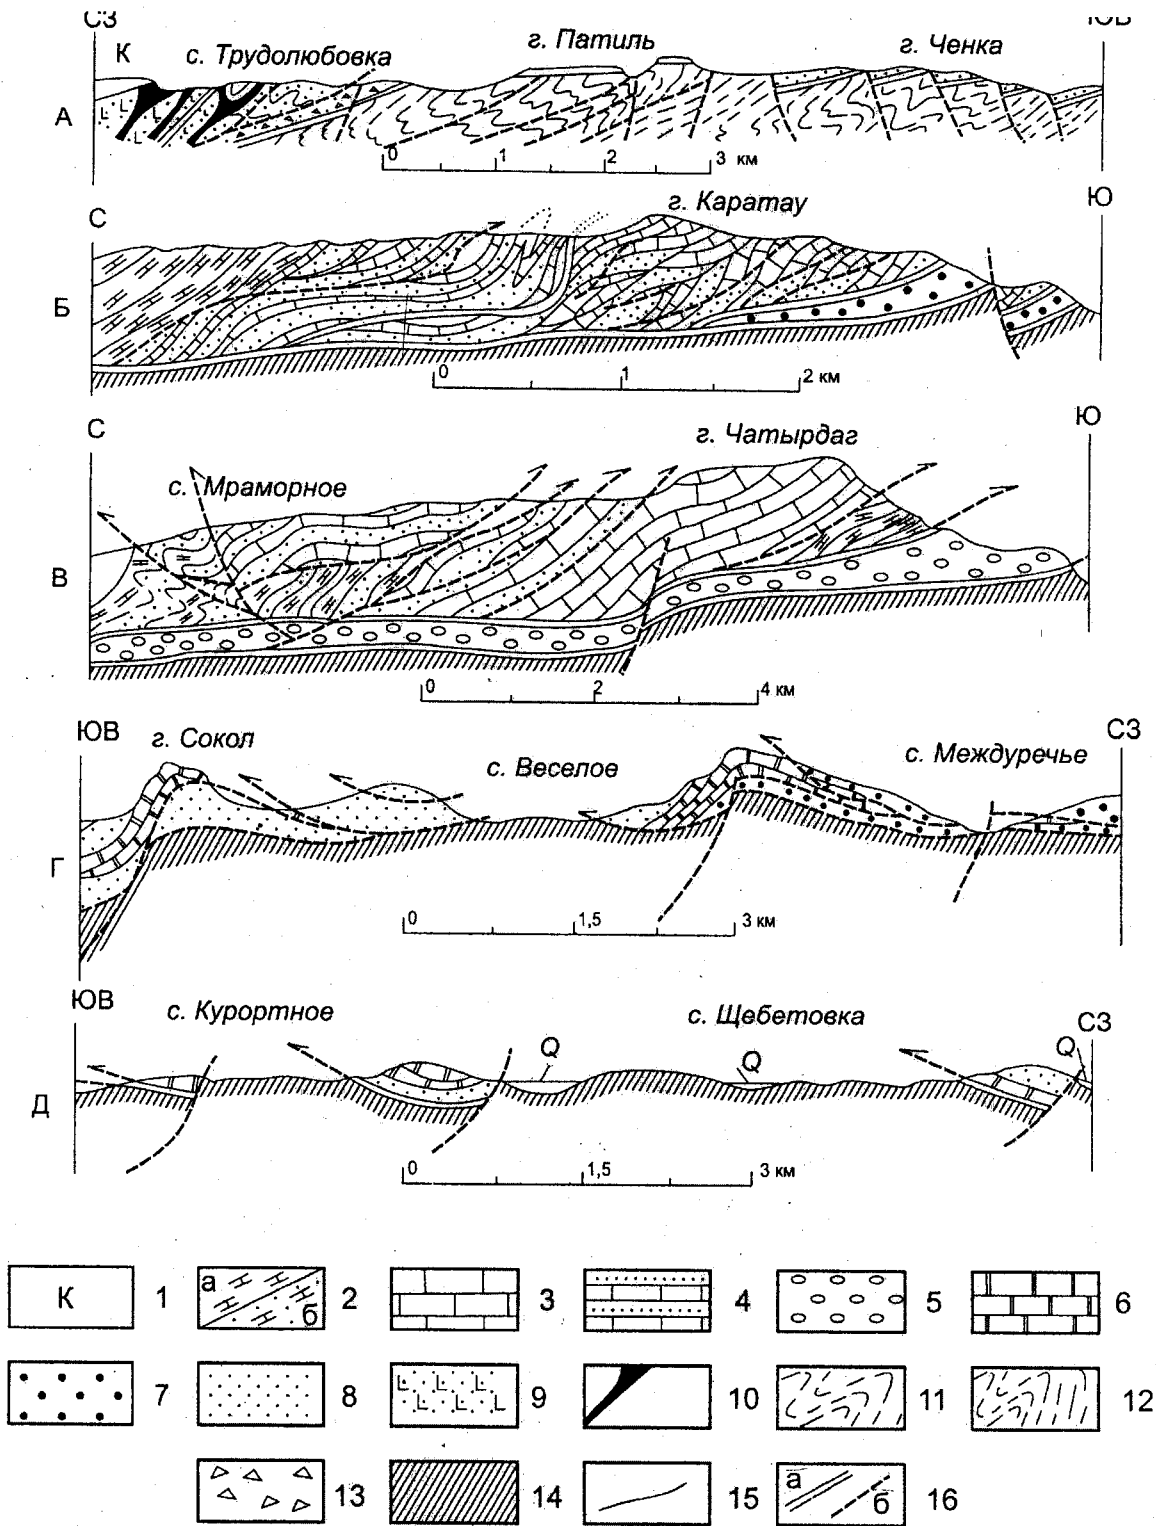 СЗ ЮВ
К с. Трудолюбовка г. Патиль г. Ченка
А
0 1 2 3 км
С г. Каратау Ю
Б
0 1 2 км
С г. Чатырдаг Ю
с. Мраморное
В
0 2 4 км
ЮВ г. Сокол с. Веселое с. Междуречье СЗ
Г
0 1,5 3 км
ЮВ с. Курортное с. Щебетовка СЗ
Q Q Q
Д
0 1,5 3 км
К 1 а б 2 3 4 5 6
7 8 9 10 11 12
13 14 15 а б 16